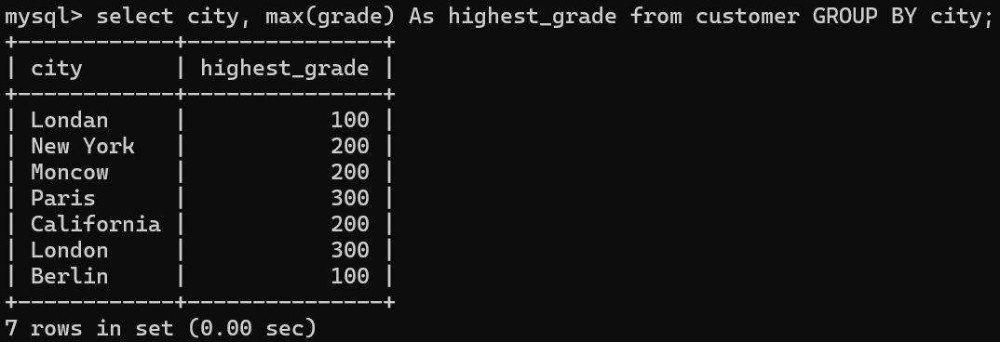 mysql> select city, max(grade) As highest_grade from customer GROUP BY city;
+------------+---------------+
| city       | highest_grade |
+------------+---------------+
| Londan     |           100 |
| New York   |           200 |
| Moncow     |           200 |
| Paris      |           300 |
| California |           200 |
| London     |           300 |
| Berlin     |           100 |
+------------+---------------+
7 rows in set (0.00 sec)